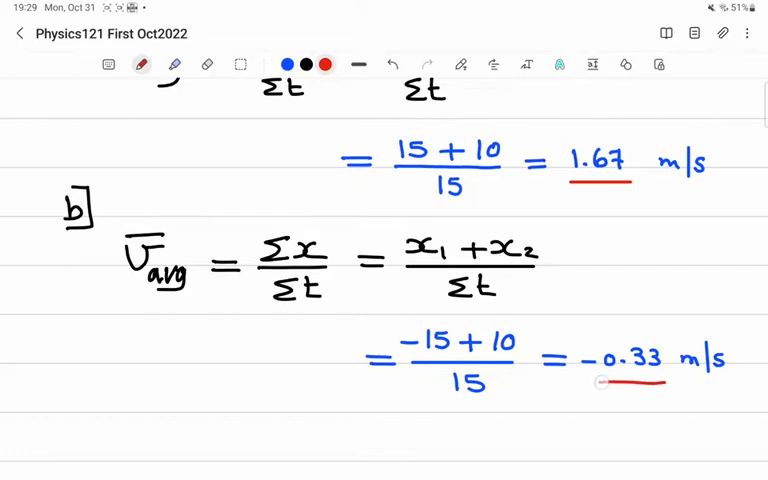 19:29 Mon, Oct 31 51%
Physics121 First Oct2022
Σt Σt
= 15 + 10 / 15 = 1.67 m/s
b]
V̅avg = Σx / Σt = x₁ + x₂ / Σt
= -15 + 10 / 15 = -0.33 m/s